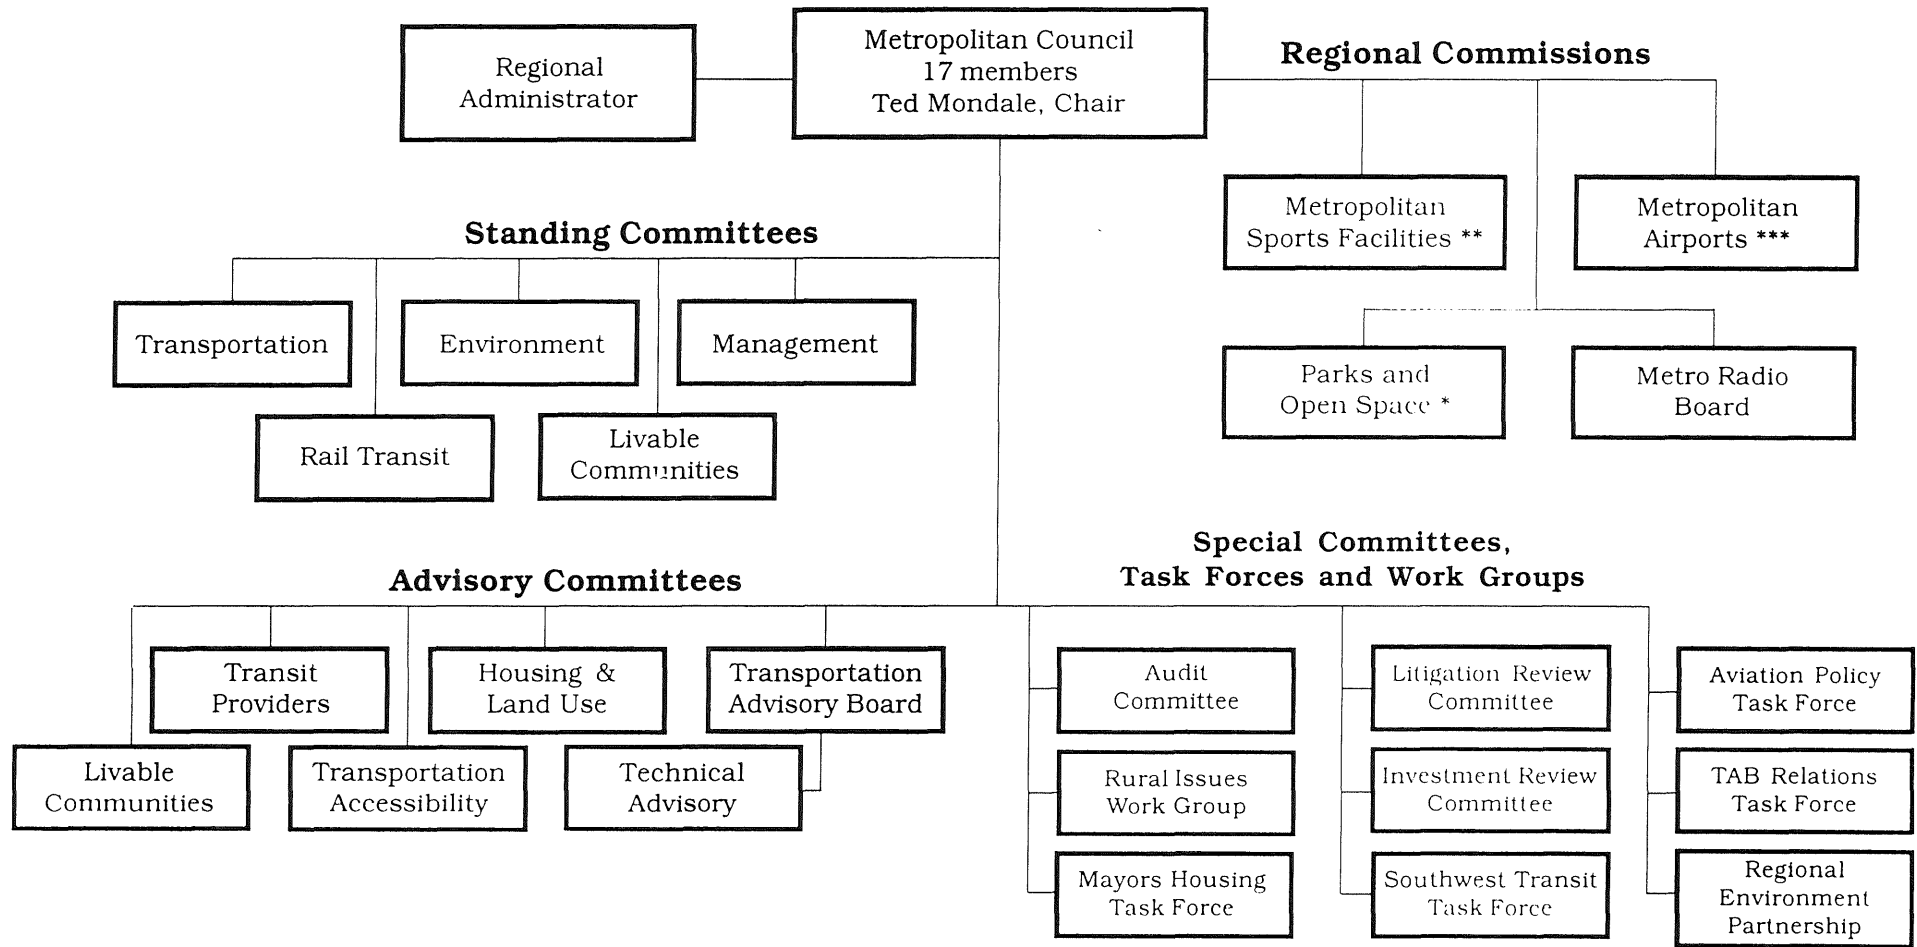 Regional
Administrator
Metropolitan Council
17 members
Ted Mondale, Chair
Regional Commissions
Metropolitan
Sports Facilities **
Metropolitan
Airports ***
Parks and
Open Space *
Metro Radio
Board
Standing Committees
Transportation
Environment
Management
Rail Transit
Livable
Communities
Advisory Committees
Transit
Providers
Housing &
Land Use
Transportation
Advisory Board
Livable
Communities
Transportation
Accessibility
Technical
Advisory
Special Committees,
Task Forces and Work Groups
Audit
Committee
Litigation Review
Committee
Aviation Policy
Task Force
Rural Issues
Work Group
Investment Review
Committee
TAB Relations
Task Force
Mayors Housing
Task Force
Southwest Transit
Task Force
Regional
Environment
Partnership